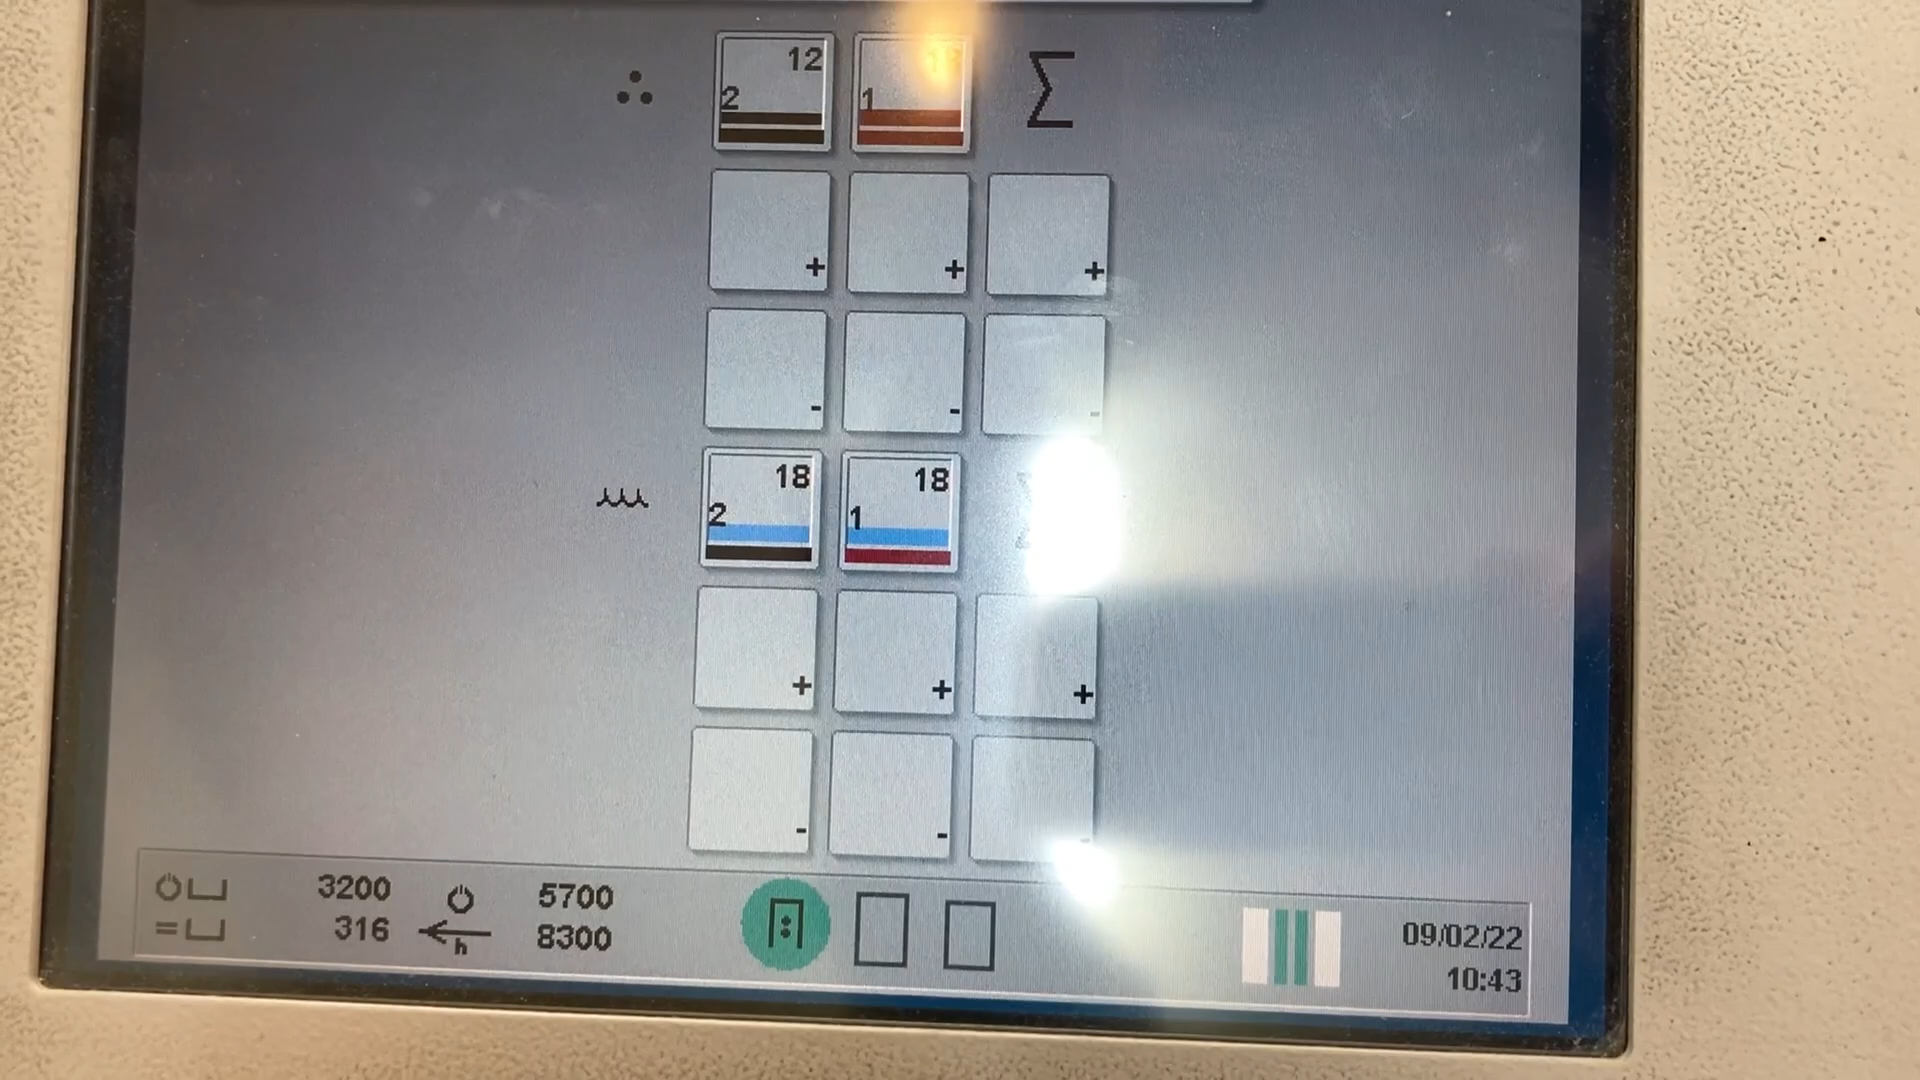 12
2
1
Σ
+ + +
- - -
18 18
2 1
+ + +
- -
3200 5700
= 316 h 8300
09/02/22
10:43